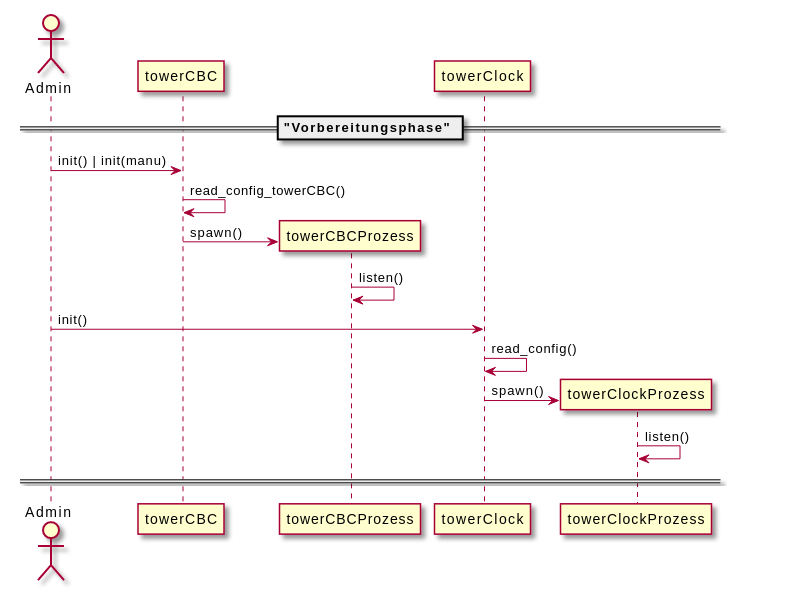 Admin
towerCBC
towerClock
"Vorbereitungsphase"
init() | init(manu)
read_config_towerCBC()
spawn()
towerCBCProzess
listen()
init()
read_config()
spawn()
towerClockProzess
listen()
Admin
towerCBC
towerCBCProzess
towerClock
towerClockProzess